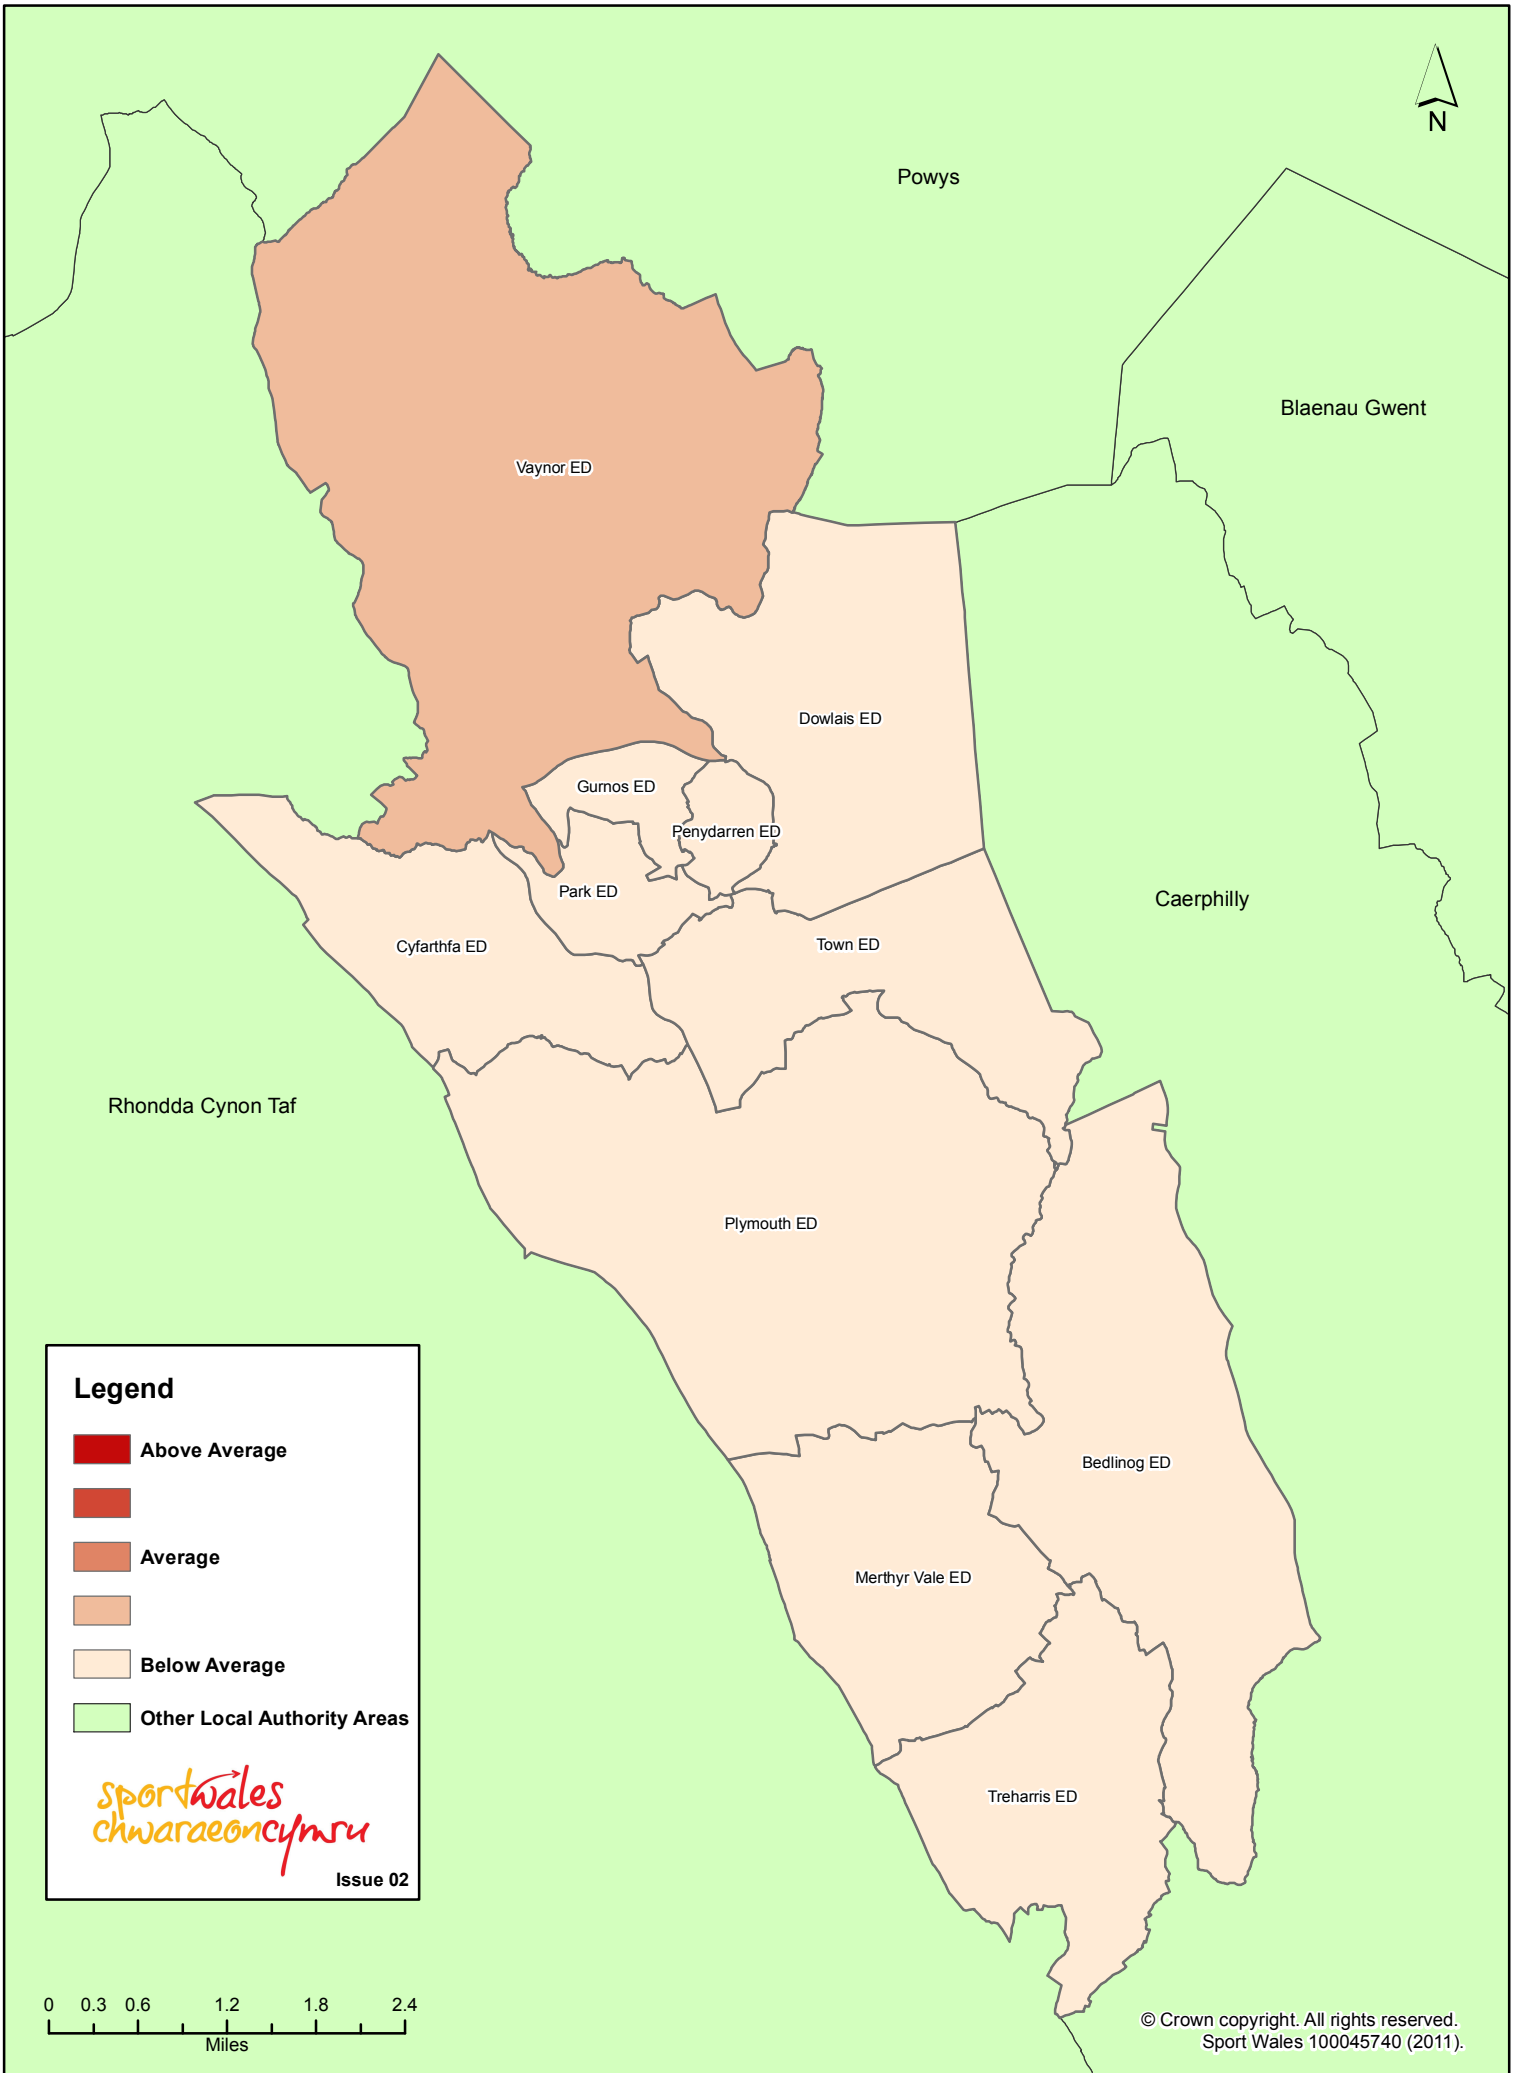 N
Powys
Blaenau Gwent
Vaynor ED
Dowlais ED
Gurnos ED
Penydarren ED
Park ED
Caerphilly
Cyfarthfa ED
Town ED
Rhondda Cynon Taf
Plymouth ED
Bedlinog ED
Merthyr Vale ED
Treharris ED
Legend
Above Average
Average
Below Average
Other Local Authority Areas
sportwales
chwaraeoncymru
Issue 02
0 0.3 0.6 1.2 1.8 2.4
Miles
© Crown copyright. All rights reserved.
Sport Wales 100045740 (2011).